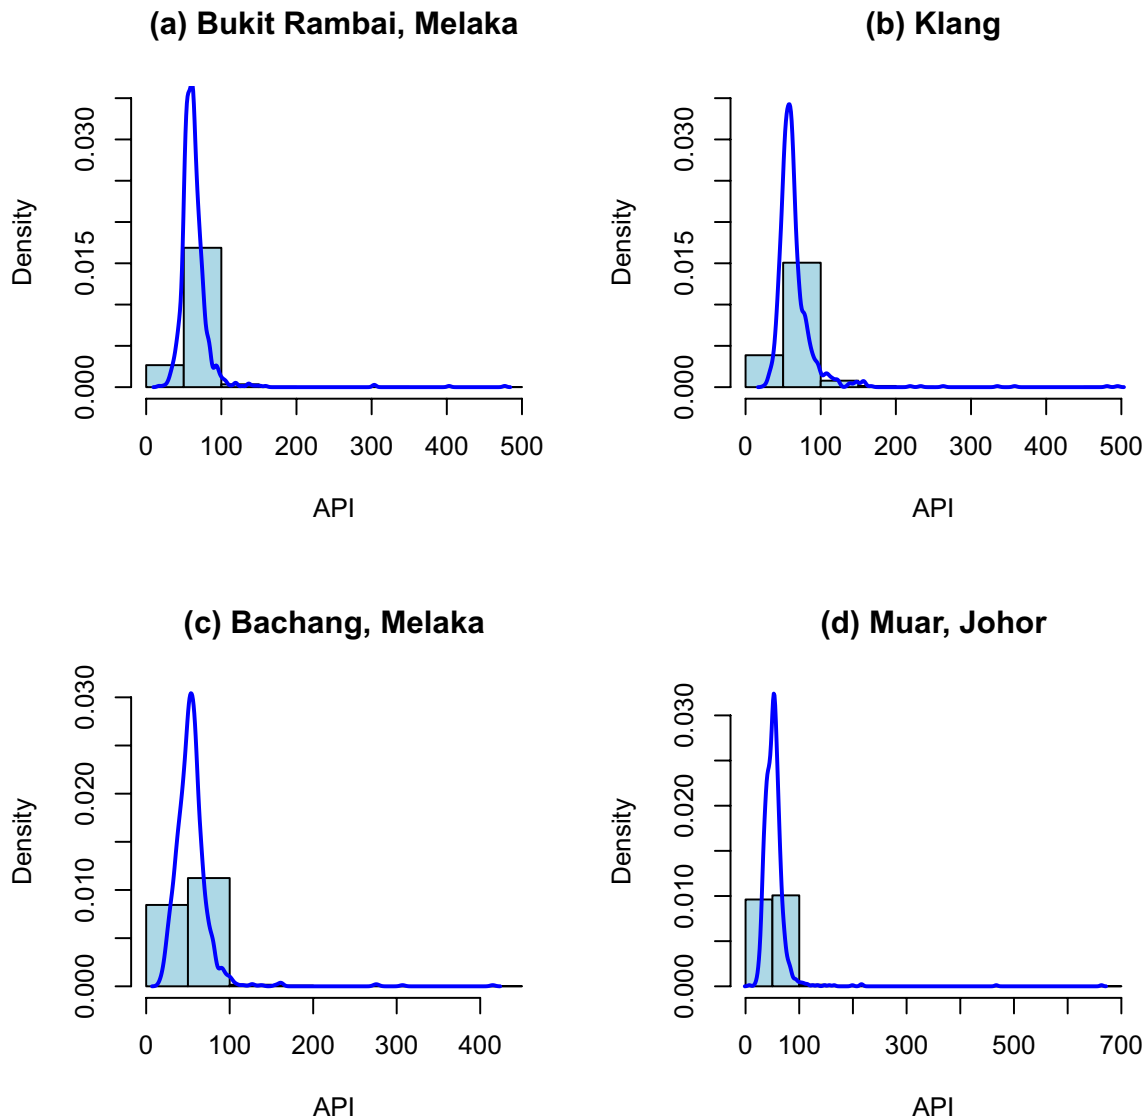 (a) Bukit Rambai, Melaka
Density
0.000 0.015 0.030
0 100 200 300 400 500
API
(b) Klang
Density
0.000 0.015 0.030
0 100 200 300 400 500
API
(c) Bachang, Melaka
Density
0.000 0.010 0.020 0.030
0 100 200 300 400
API
(d) Muar, Johor
Density
0.000 0.010 0.020 0.030
0 100 300 500 700
API